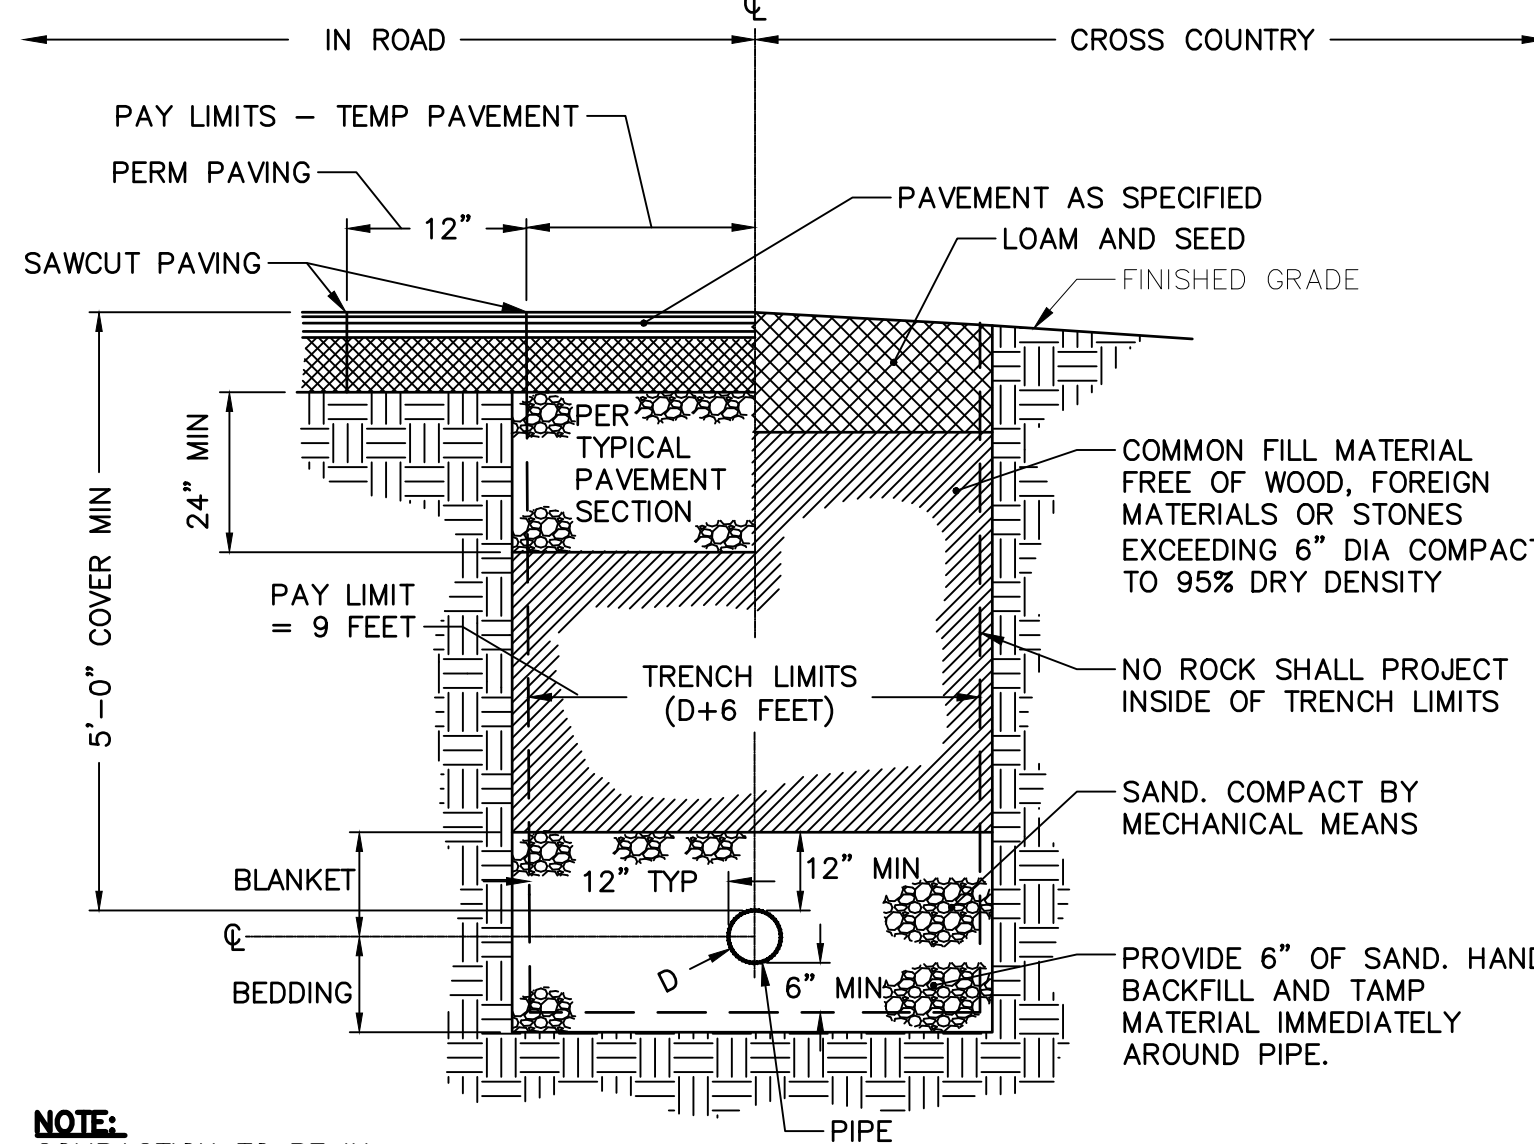 ℄
IN ROAD
CROSS COUNTRY
PAY LIMITS – TEMP PAVEMENT
PERM PAVING
12"
PAVEMENT AS SPECIFIED
LOAM AND SEED
SAWCUT PAVING
FINISHED GRADE
PER
TYPICAL
PAVEMENT
SECTION
24" MIN
5'-0" COVER MIN
COMMON FILL MATERIAL
FREE OF WOOD, FOREIGN
MATERIALS OR STONES
EXCEEDING 6" DIA COMPACT
TO 95% DRY DENSITY
PAY LIMIT
= 9 FEET
TRENCH LIMITS
(D+6 FEET)
NO ROCK SHALL PROJECT
INSIDE OF TRENCH LIMITS
SAND. COMPACT BY
MECHANICAL MEANS
BLANKET
12" TYP
12" MIN
℄
D
6" MIN
BEDDING
PROVIDE 6" OF SAND. HAND
BACKFILL AND TAMP
MATERIAL IMMEDIATELY
AROUND PIPE.
NOTE:
PIPE